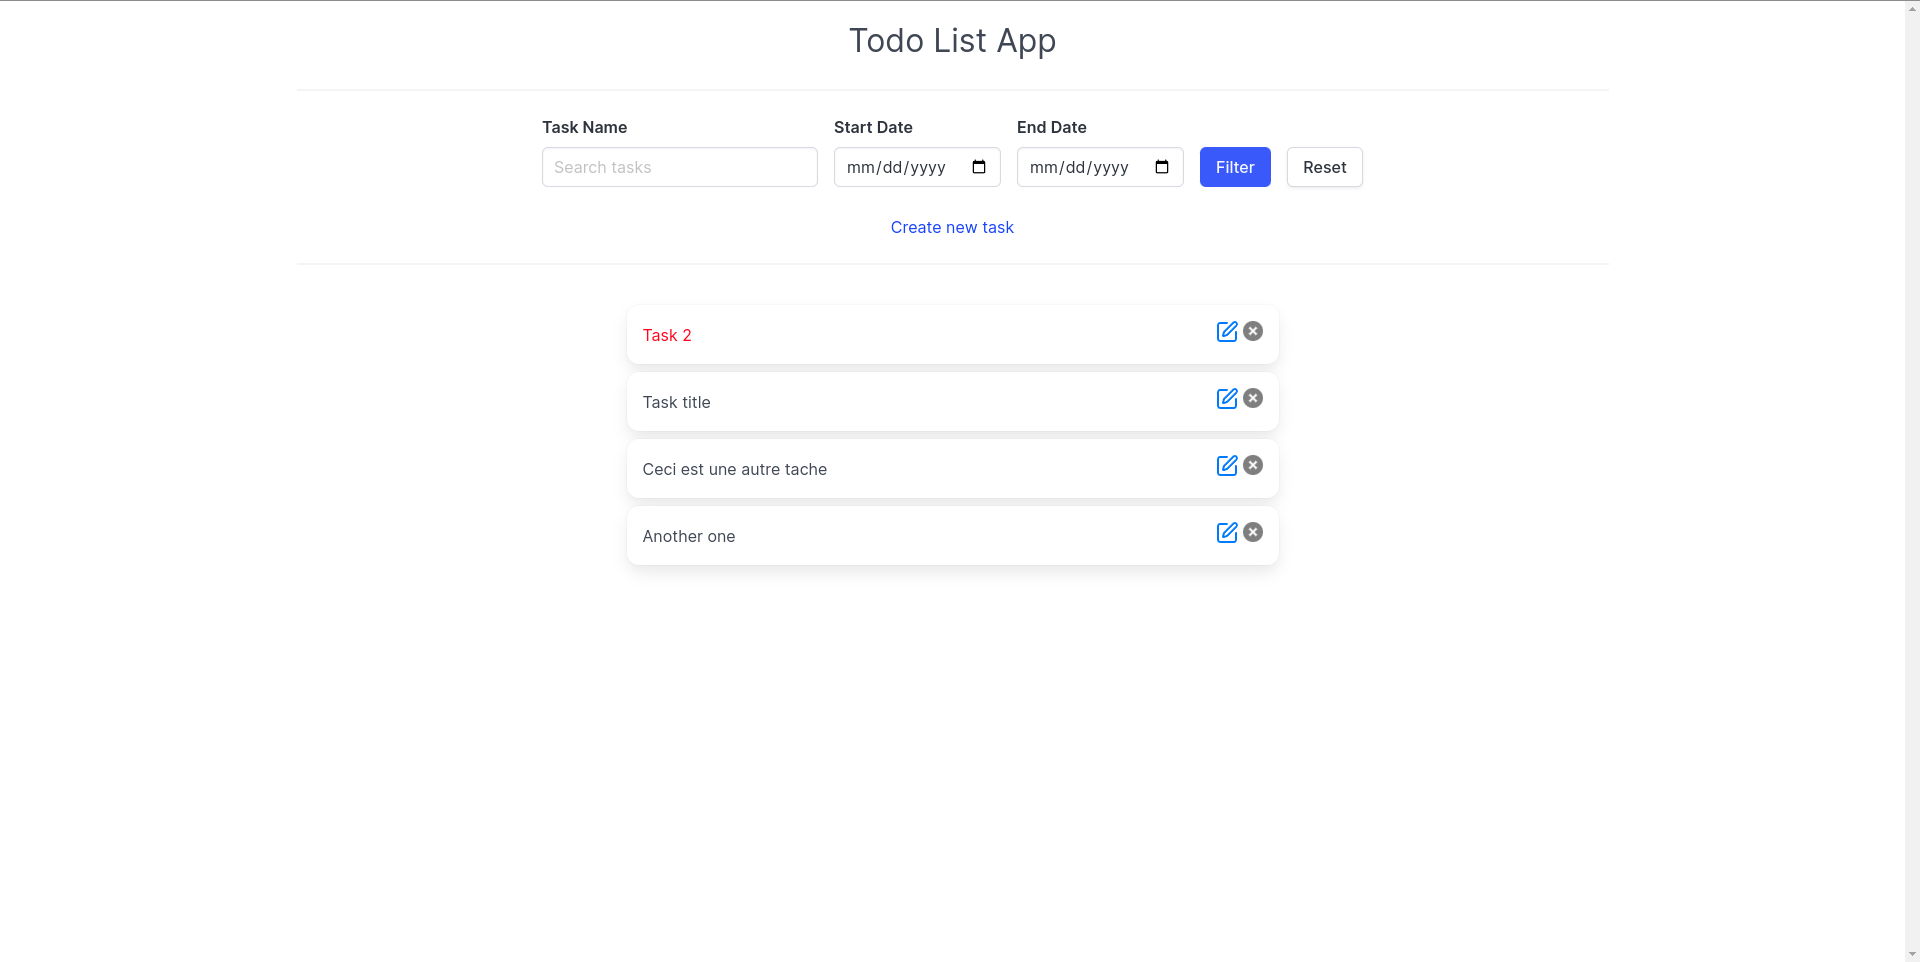 Todo List App
Task Name Start Date End Date
Search tasks mm/dd/yyyy mm/dd/yyyy Filter Reset
Create new task
Task 2
Task title
Ceci est une autre tache
Another one